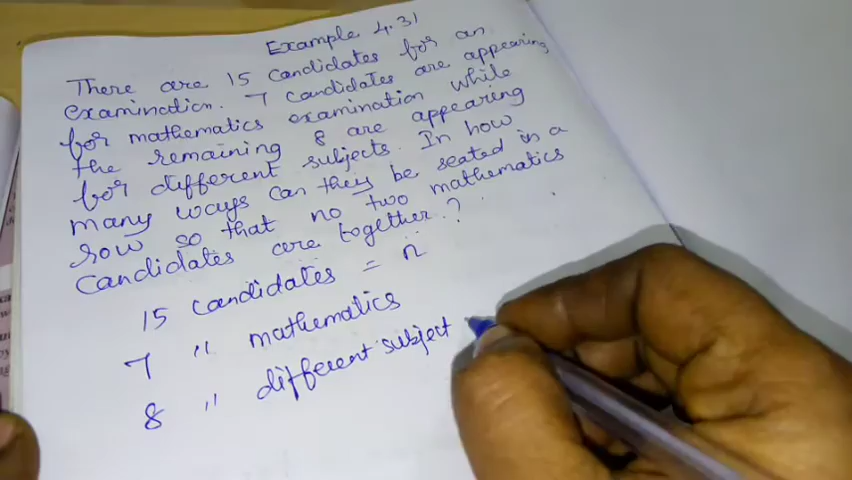 Example 4.31
There are 15 candidates for an
examination. 7 candidates are appearing
for mathematics examination while
the remaining 8 are appearing
for different subjects. In how
many ways can they be seated in a
row so that no two mathematics
candidates are together?
15 candidates = n
7 " mathematics
8 " different subject